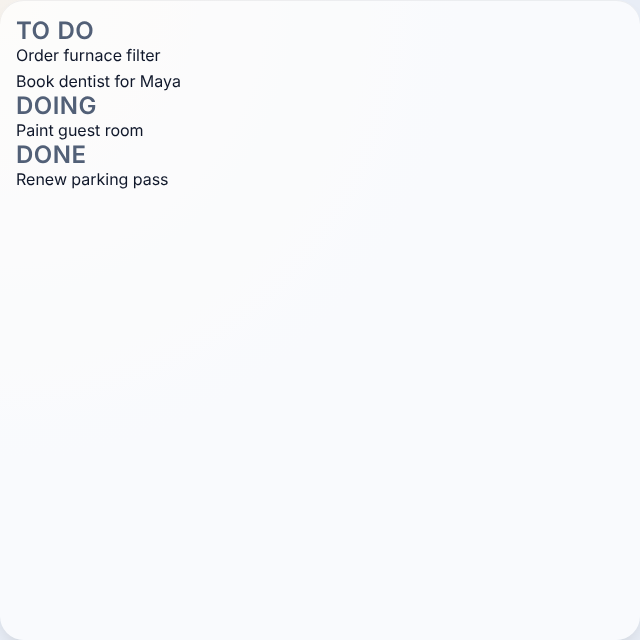 TO DO
Order furnace filter
Book dentist for Maya
DOING
Paint guest room
DONE
Renew parking pass